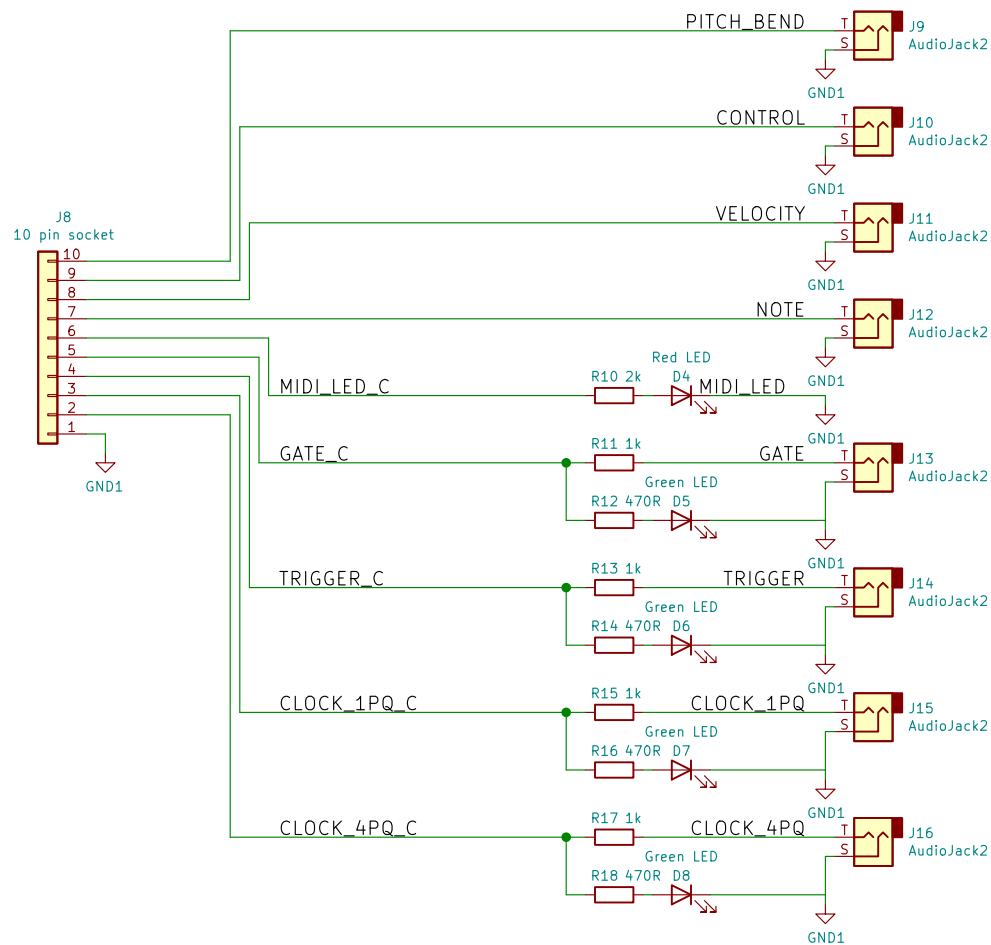 PITCH_BEND
T
S
J9
AudioJack2
GND1
CONTROL
T
S
J10
AudioJack2
GND1
VELOCITY
T
S
J11
AudioJack2
GND1
J8
10 pin socket
10
9
8
7
6
5
4
3
2
1
GND1
NOTE
T
S
J12
AudioJack2
GND1
Red LED
R10 2k
D4
MIDI_LED_C
MIDI_LED
GND1
R11 1k
GATE_C
GATE
T
S
J13
AudioJack2
Green LED
R12 470R
D5
GND1
R13 1k
TRIGGER_C
TRIGGER
T
S
J14
AudioJack2
Green LED
R14 470R
D6
GND1
R15 1k
CLOCK_1PQ_C
CLOCK_1PQ
T
S
J15
AudioJack2
Green LED
R16 470R
D7
GND1
R17 1k
CLOCK_4PQ_C
CLOCK_4PQ
T
S
J16
AudioJack2
Green LED
R18 470R
D8
GND1